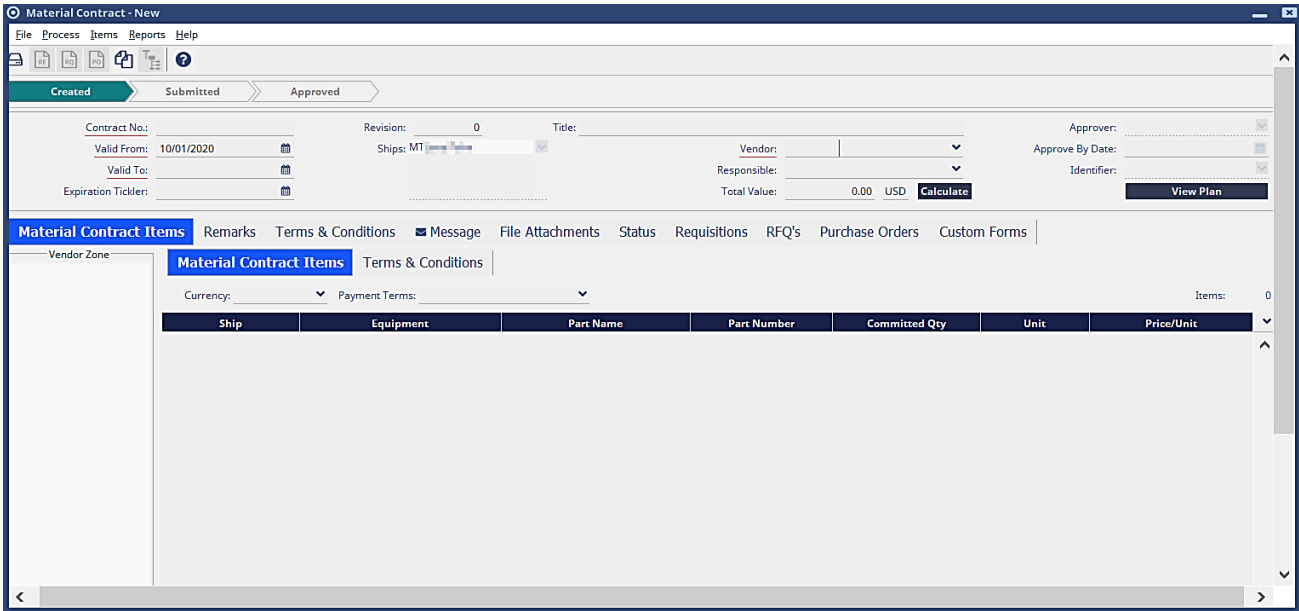 Material Contract - New
File Process Items Reports Help
RE RQ PO ?
Created Submitted Approved
Contract No.: Revision: 0 Title: Approver:
Valid From: 10/01/2020 Ships: MT Vendor: Approve By Date:
Valid To: Responsible: Identifier:
Expiration Tickler: Total Value: 0.00 USD Calculate View Plan
Material Contract Items Remarks Terms & Conditions Message File Attachments Status Requisitions RFQ's Purchase Orders Custom Forms
Vendor Zone Material Contract Items Terms & Conditions
Currency: Payment Terms: Items: 0
Ship Equipment Part Name Part Number Committed Qty Unit Price/Unit